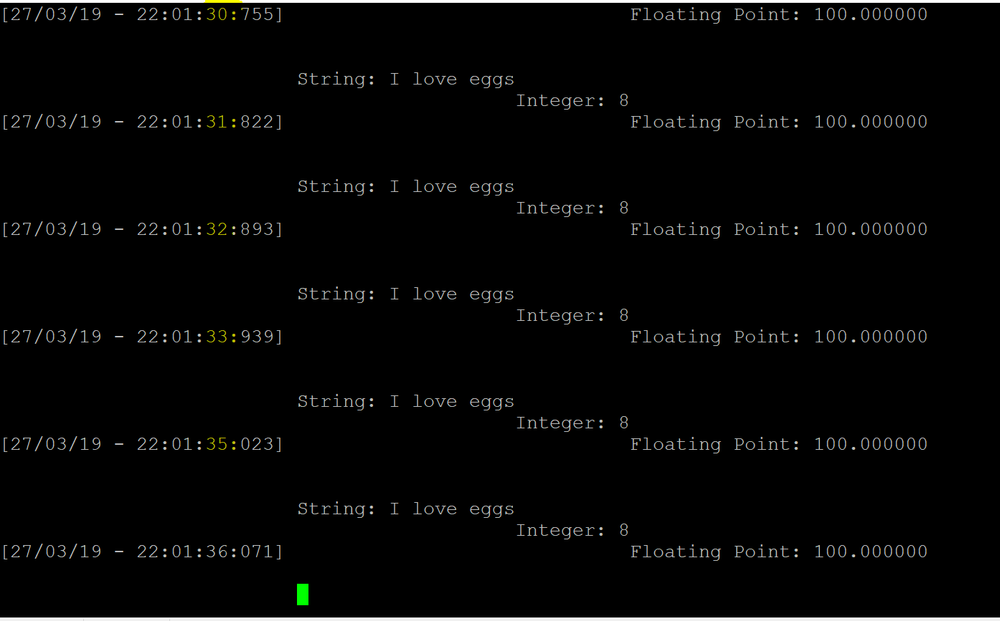 [27/03/19 - 22:01:30:755] Floating Point: 100.000000
String: I love eggs
Integer: 8
[27/03/19 - 22:01:31:822] Floating Point: 100.000000
String: I love eggs
Integer: 8
[27/03/19 - 22:01:32:893] Floating Point: 100.000000
String: I love eggs
Integer: 8
[27/03/19 - 22:01:33:939] Floating Point: 100.000000
String: I love eggs
Integer: 8
[27/03/19 - 22:01:35:023] Floating Point: 100.000000
String: I love eggs
Integer: 8
[27/03/19 - 22:01:36:071] Floating Point: 100.000000